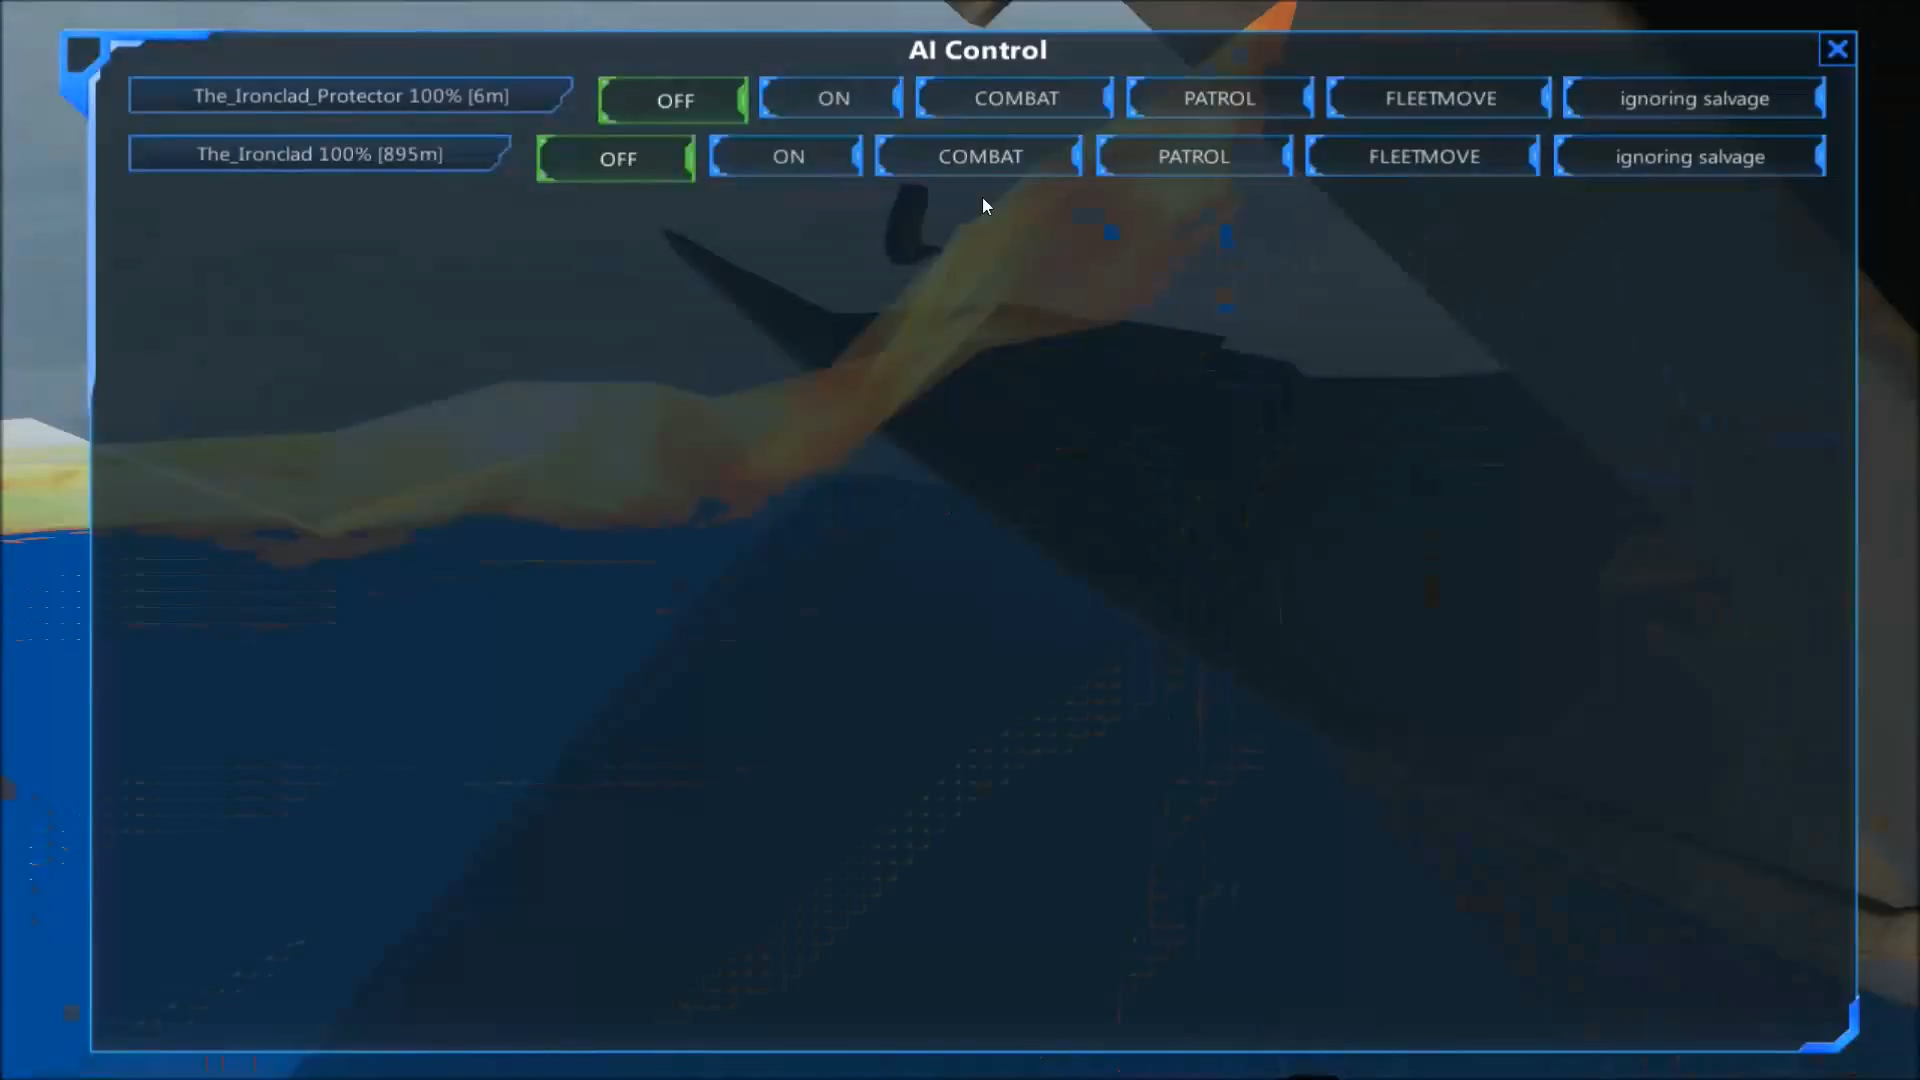 AI Control
The_Ironclad_Protector 100% [6m] OFF ON COMBAT PATROL FLEETMOVE ignoring salvage
The_Ironclad 100% [895m] OFF ON COMBAT PATROL FLEETMOVE ignoring salvage